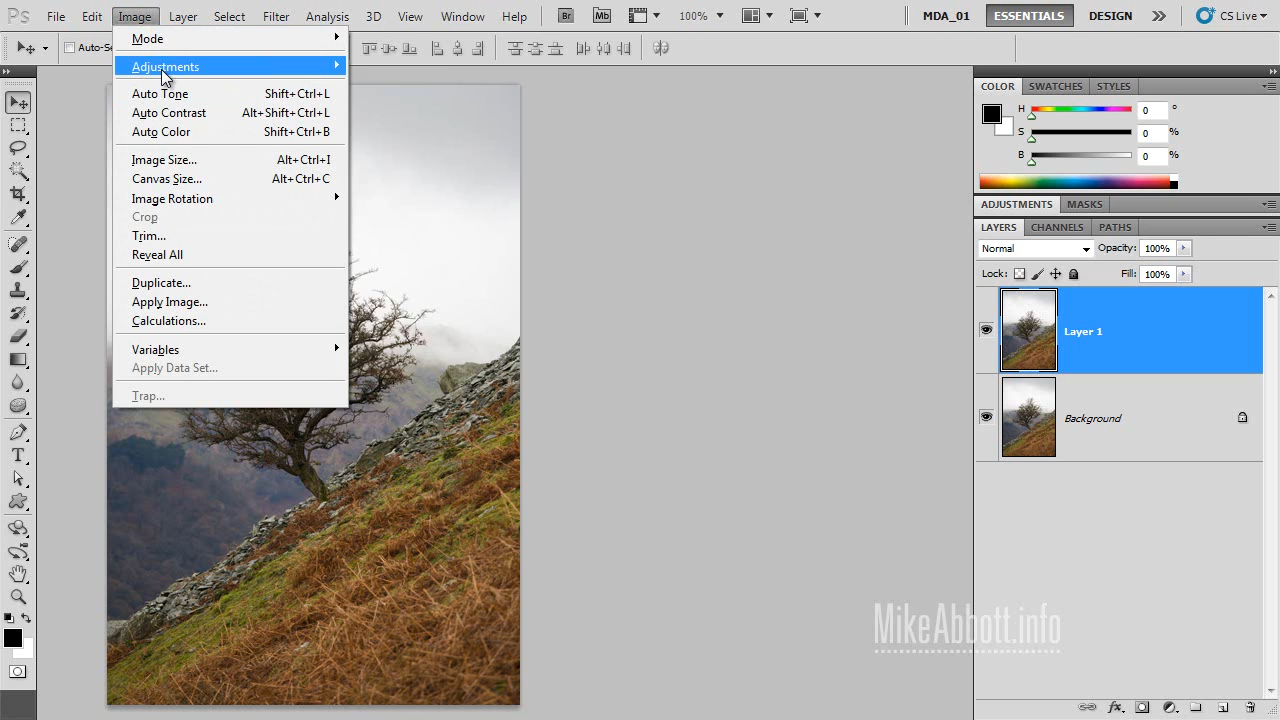 Ps File Edit Image Layer Select Filter Analysis 3D View Window Help Br Mb 100% MDA_01 ESSENTIALS DESIGN CS Live
Auto-Se
Mode
Adjustments
Auto Tone Shift+Ctrl+L
Auto Contrast Alt+Shift+Ctrl+L
Auto Color Shift+Ctrl+B
Image Size... Alt+Ctrl+I
Canvas Size... Alt+Ctrl+C
Image Rotation
Crop
Trim...
Reveal All
Duplicate...
Apply Image...
Calculations...
Variables
Apply Data Set...
Trap...
COLOR SWATCHES STYLES
H 0 °
S 0 %
B 0 %
ADJUSTMENTS MASKS
LAYERS CHANNELS PATHS
Normal Opacity: 100%
Lock: Fill: 100%
Layer 1
Background
T
MikeAbbott.info
fx